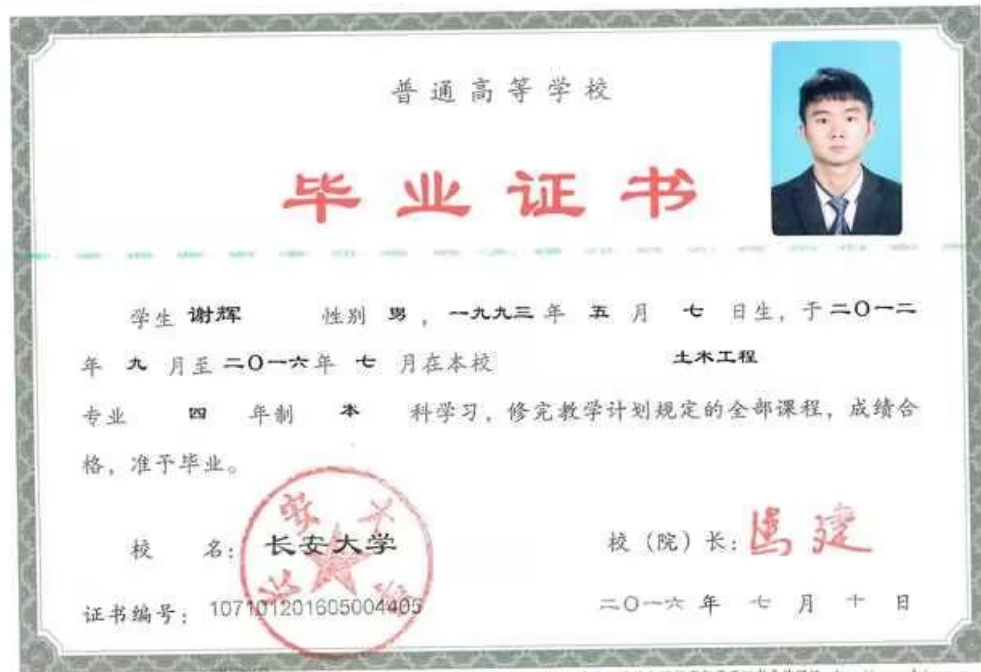 普通高等学校
毕业证书
学生 谢辉 性别 男，一九九三年 五 月 七 日生，于二〇一二
年 九 月至二〇一六年 七 月在本校 土木工程
专业 四 年制 本 科学习，修完教学计划规定的全部课程，成绩合
格，准予毕业。
校 名：长安大学 校（院）长：
证书编号：107101201605004405 二〇一六 年 七 月 十 日